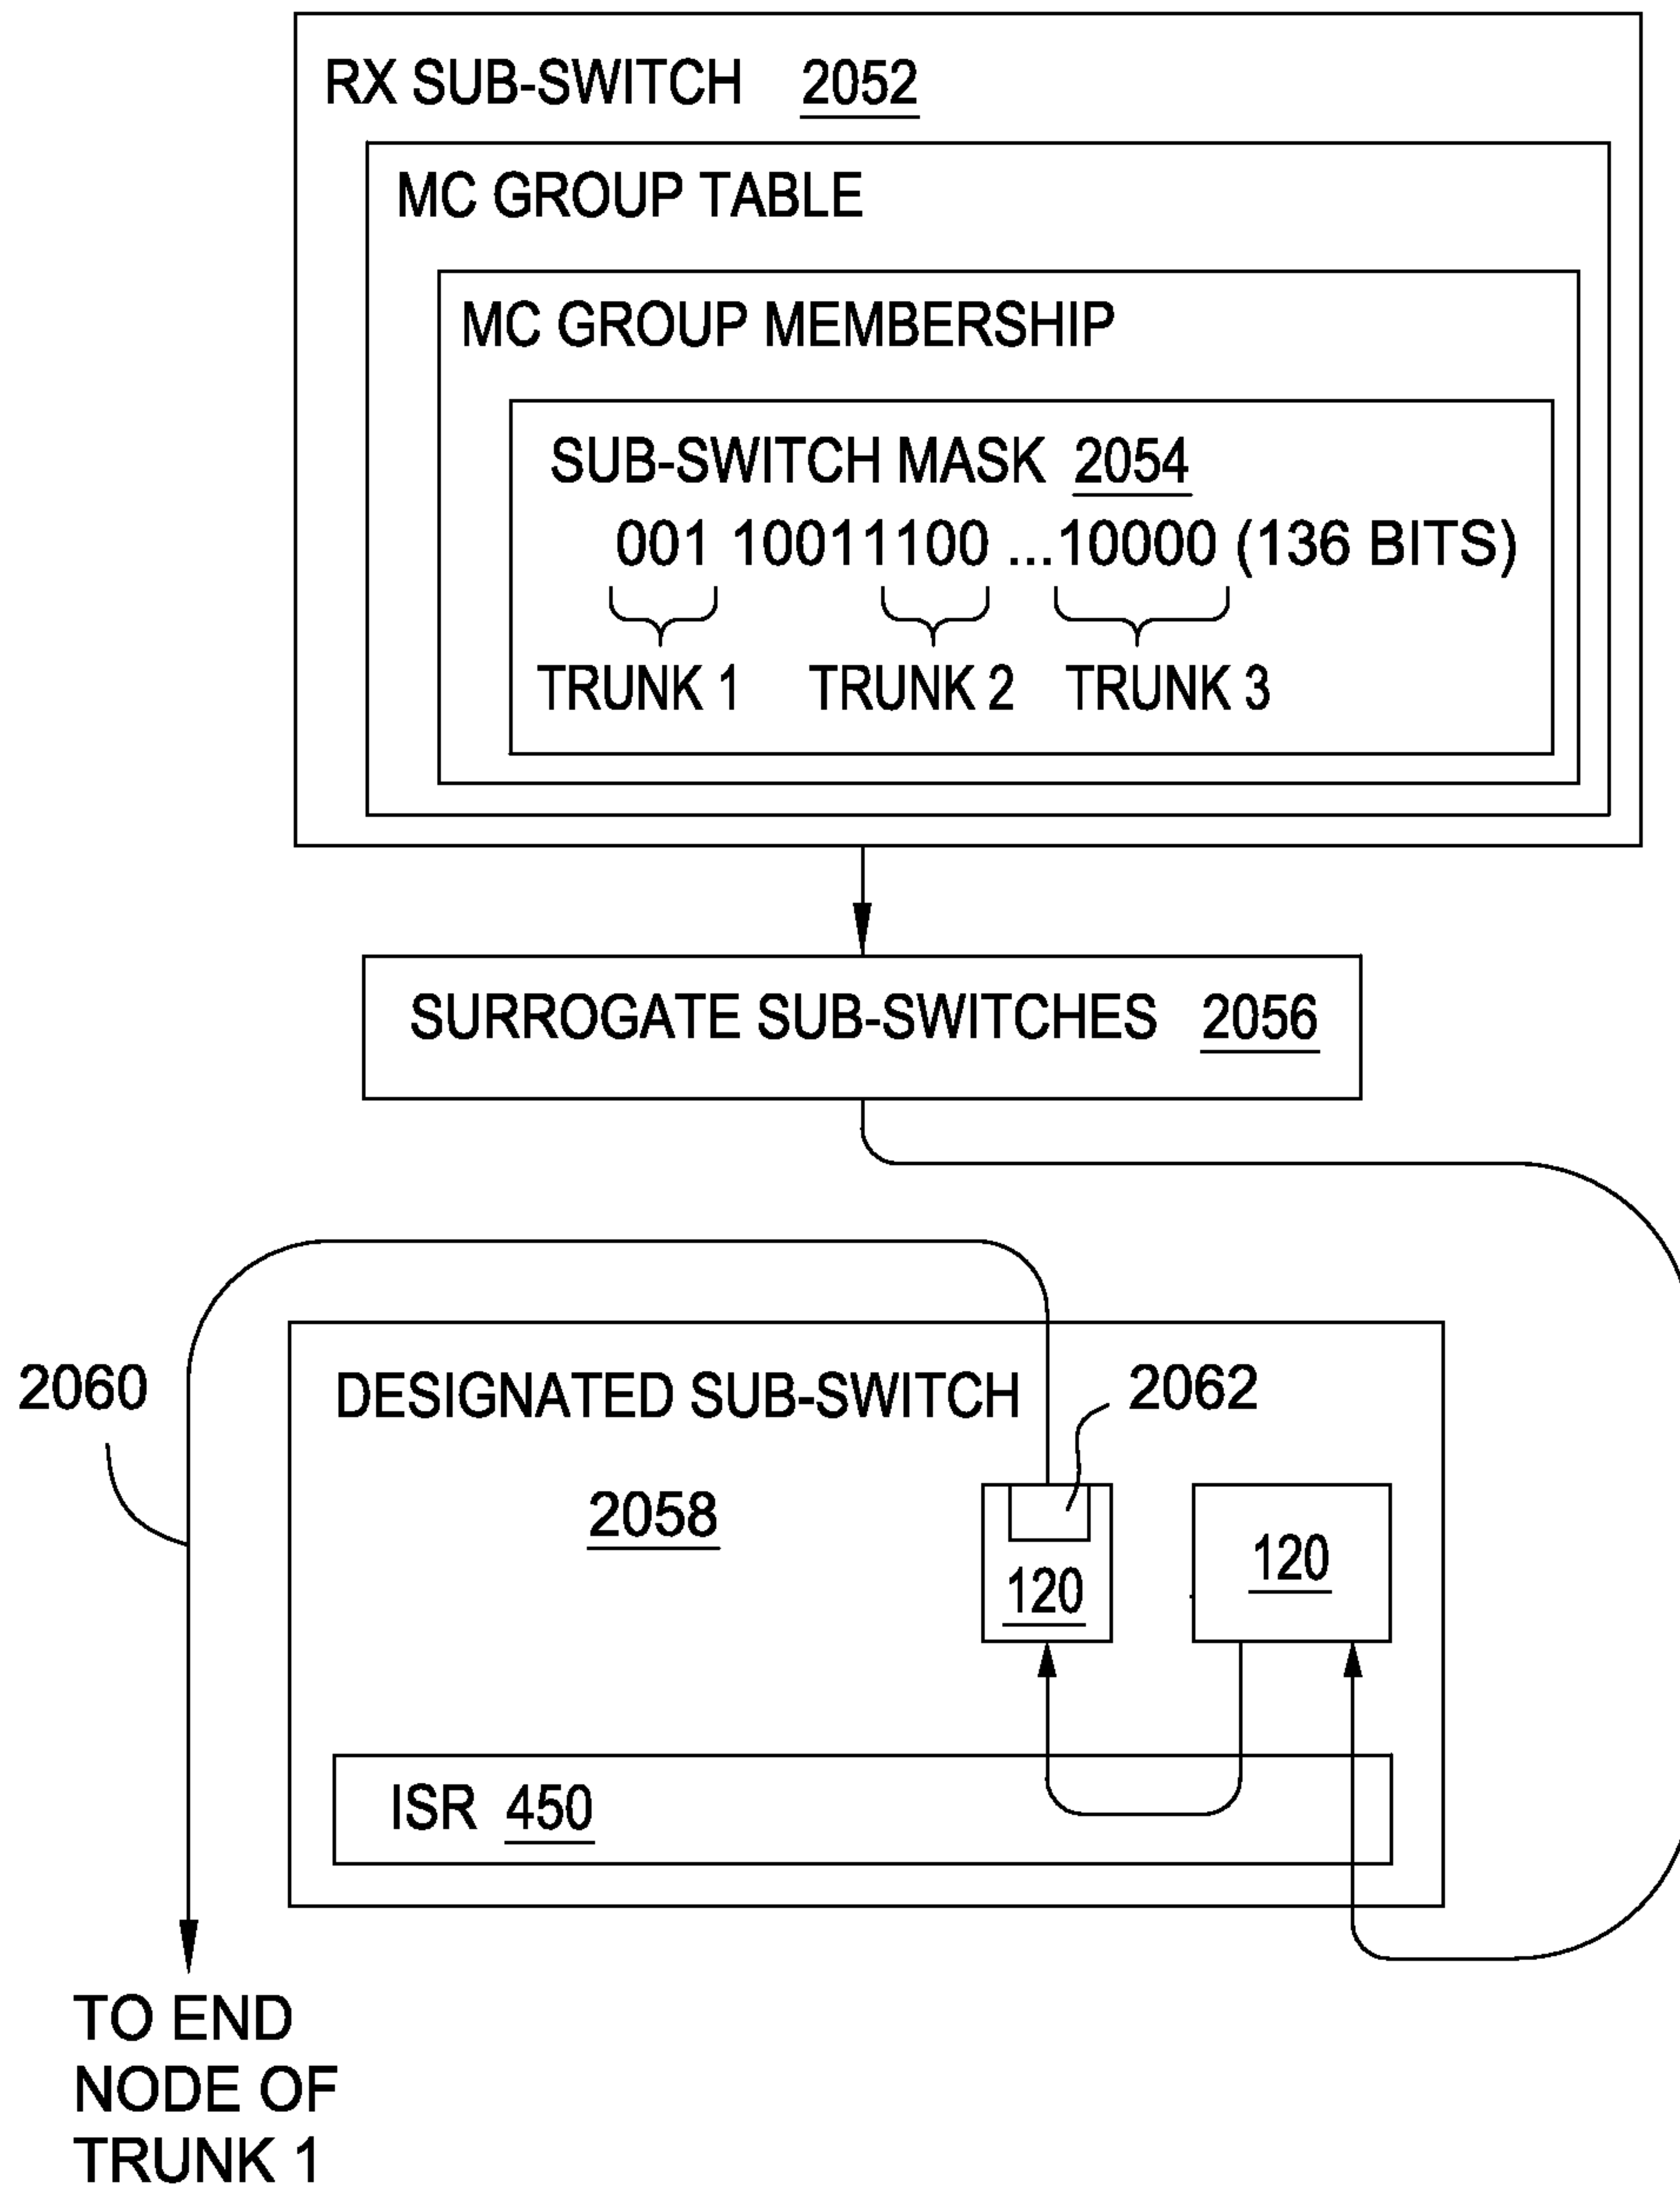 RX SUB-SWITCH 2052
MC GROUP TABLE
MC GROUP MEMBERSHIP
SUB-SWITCH MASK 2054
001 10011100 ...10000 (136 BITS)
TRUNK 1 TRUNK 2 TRUNK 3
SURROGATE SUB-SWITCHES 2056
2060
DESIGNATED SUB-SWITCH
2062
2058
120
120
ISR 450
TO END
NODE OF
TRUNK 1